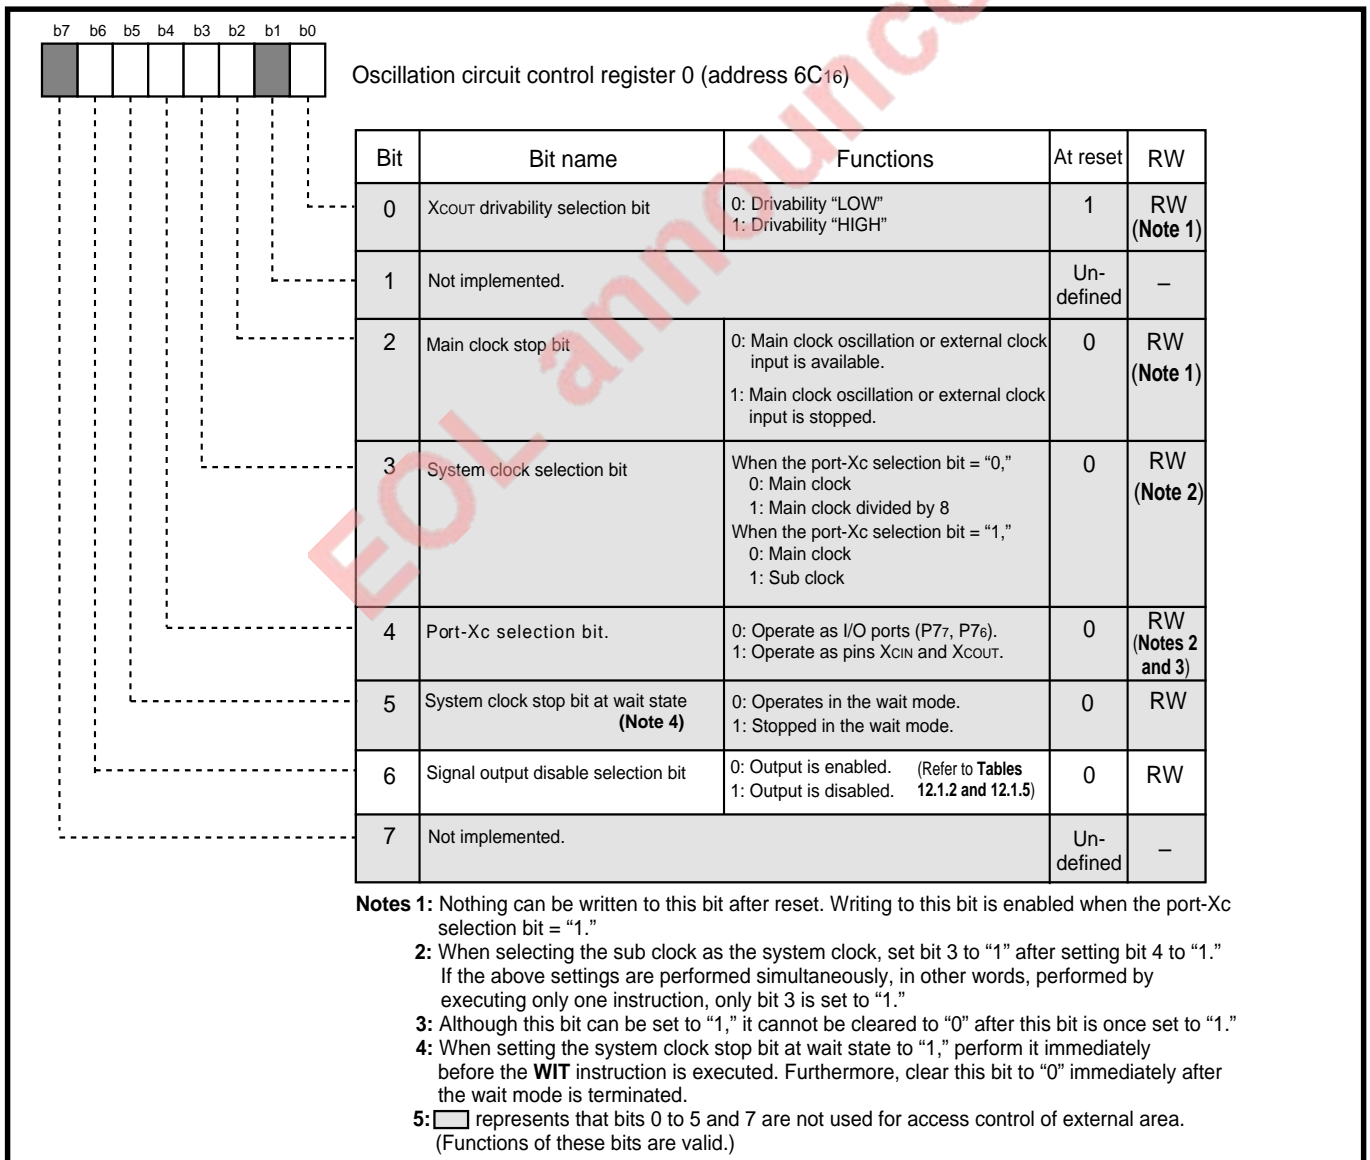 b7 b6 b5 b4 b3 b2 b1 b0
Oscillation circuit control register 0 (address 6C16)
Bit Bit name Functions At reset RW
0 XCOUT drivability selection bit 0: Drivability “LOW” 1 RW
1: Drivability “HIGH” (Note 1)
1 Not implemented. Un- –
defined
2 Main clock stop bit 0: Main clock oscillation or external clock 0 RW
input is available. (Note 1)
1: Main clock oscillation or external clock
input is stopped.
3 System clock selection bit When the port-Xc selection bit = “0,” 0 RW
0: Main clock (Note 2)
1: Main clock divided by 8
When the port-Xc selection bit = “1,”
0: Main clock
1: Sub clock
4 Port-Xc selection bit. 0: Operate as I/O ports (P77, P76). 0 RW
1: Operate as pins XCIN and XCOUT. (Notes 2
and 3)
5 System clock stop bit at wait state 0: Operates in the wait mode. 0 RW
(Note 4) 1: Stopped in the wait mode.
6 Signal output disable selection bit 0: Output is enabled. (Refer to Tables 0 RW
1: Output is disabled. 12.1.2 and 12.1.5)
7 Not implemented. Un- –
defined
Notes 1: Nothing can be written to this bit after reset. Writing to this bit is enabled when the port-Xc
selection bit = “1.”
2: When selecting the sub clock as the system clock, set bit 3 to “1” after setting bit 4 to “1.”
If the above settings are performed simultaneously, in other words, performed by
executing only one instruction, only bit 3 is set to “1.”
3: Although this bit can be set to “1,” it cannot be cleared to “0” after this bit is once set to “1.”
4: When setting the system clock stop bit at wait state to “1,” perform it immediately
before the WIT instruction is executed. Furthermore, clear this bit to “0” immediately after
the wait mode is terminated.
5: represents that bits 0 to 5 and 7 are not used for access control of external area.
(Functions of these bits are valid.)
EOL announce